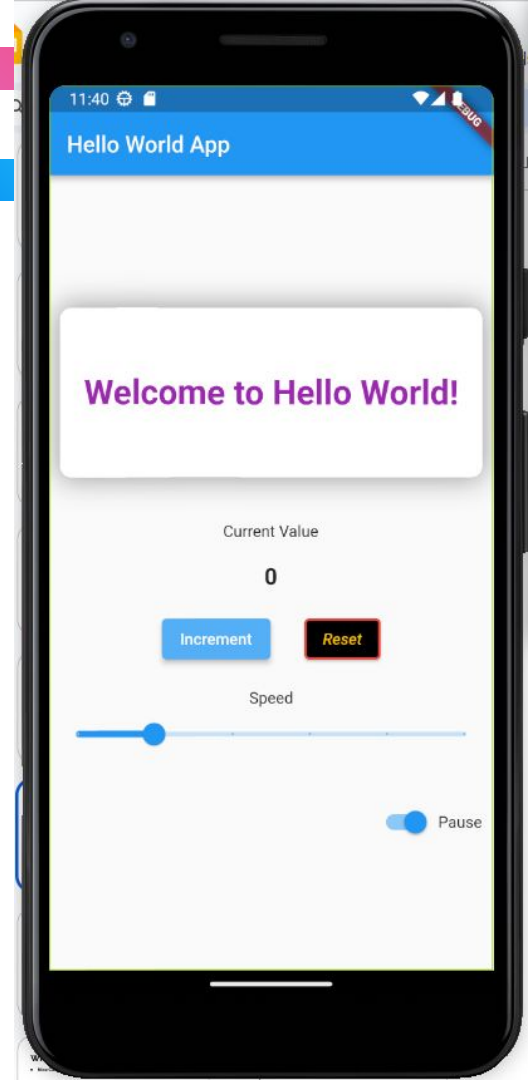 11:40
DEBUG
Hello World App
Welcome to Hello World!
Current Value
0
Increment Reset
Speed
Pause